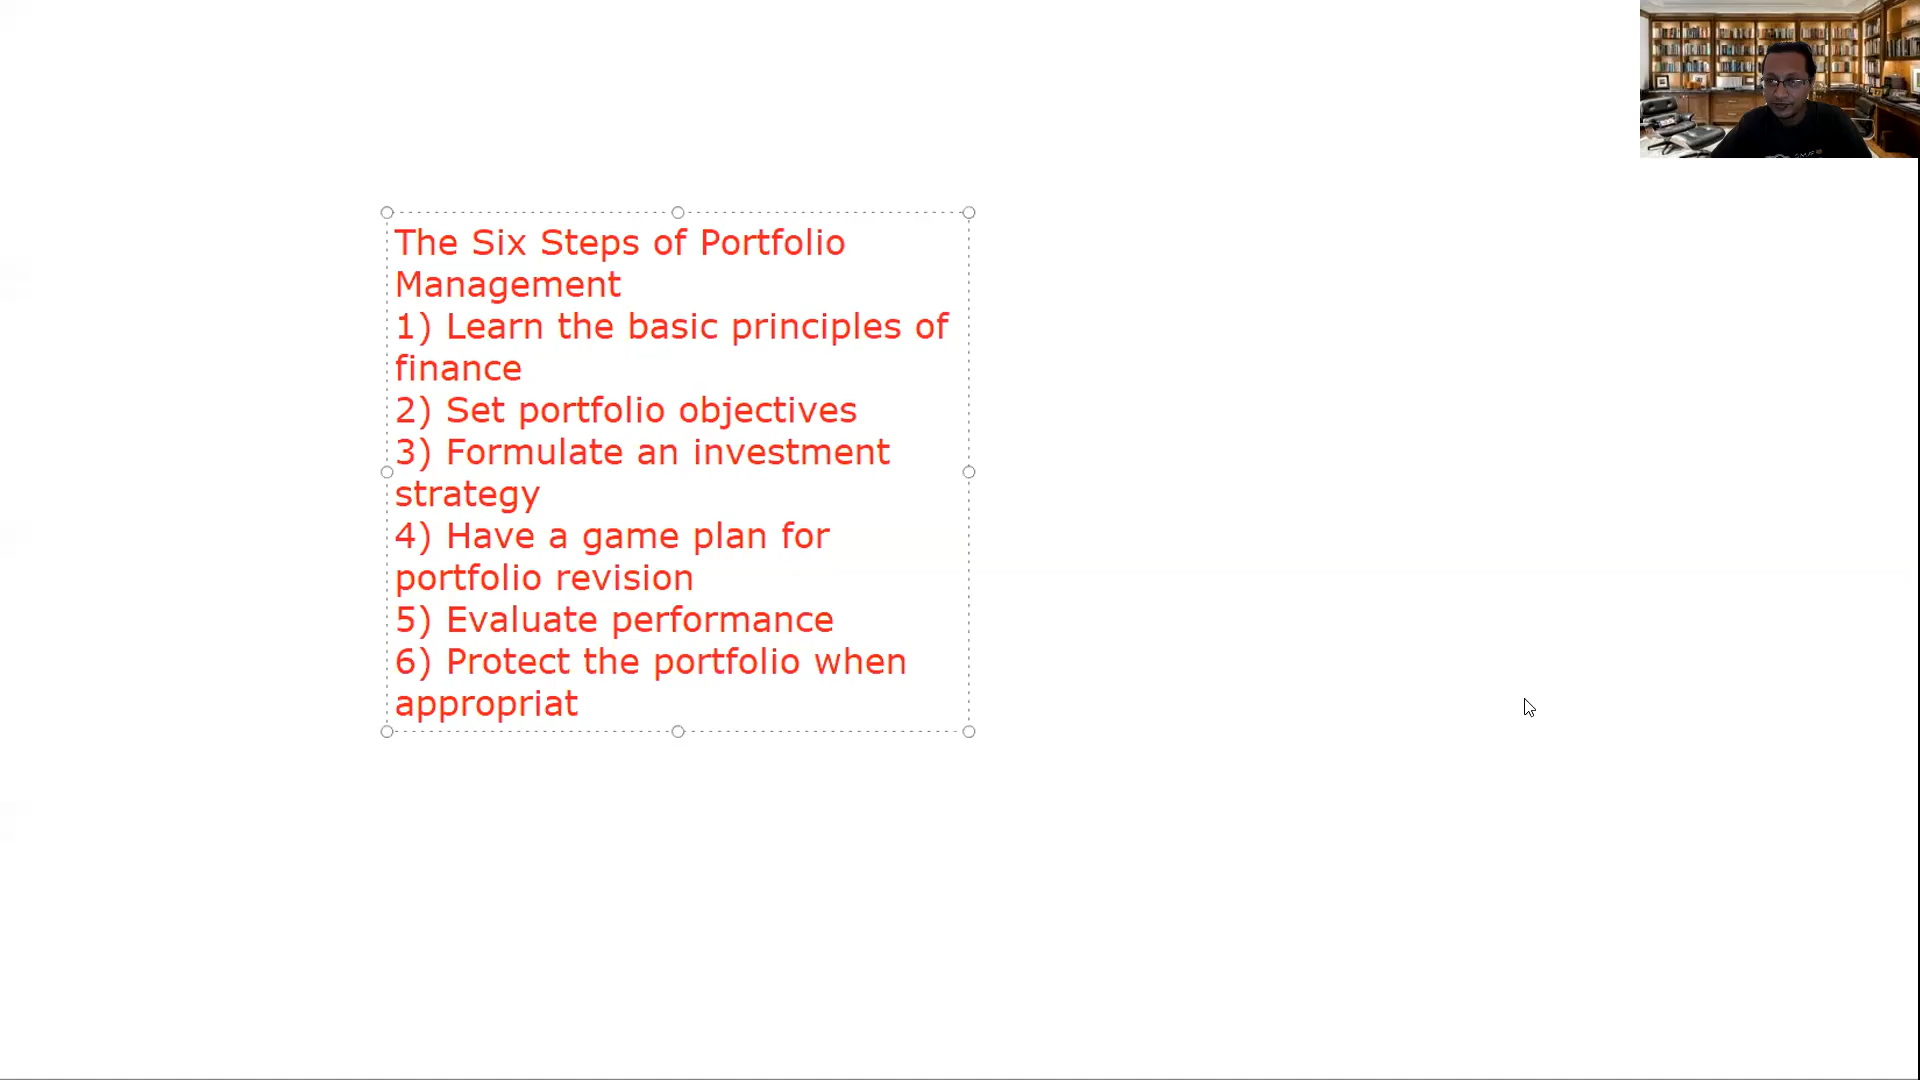 The Six Steps of Portfolio
Management
1) Learn the basic principles of
finance
2) Set portfolio objectives
3) Formulate an investment
strategy
4) Have a game plan for
portfolio revision
5) Evaluate performance
6) Protect the portfolio when
appropriat